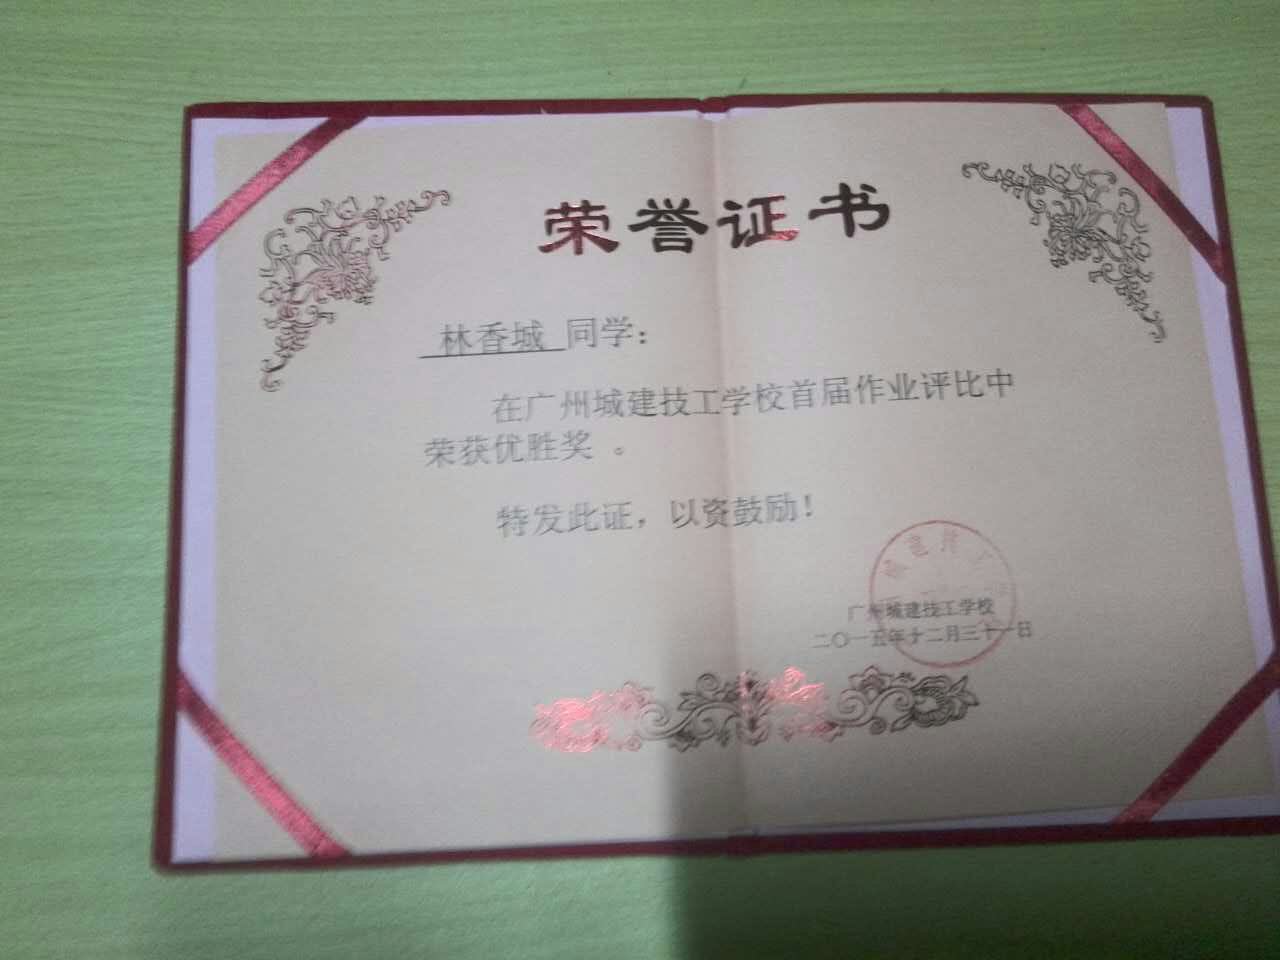 荣誉证书
林香城 同学：
在广州城建技工学校首届作业评比中
荣获优胜奖 。
特发此证，以资鼓励！
广州城建技工学校
二〇一五年十二月三十一日